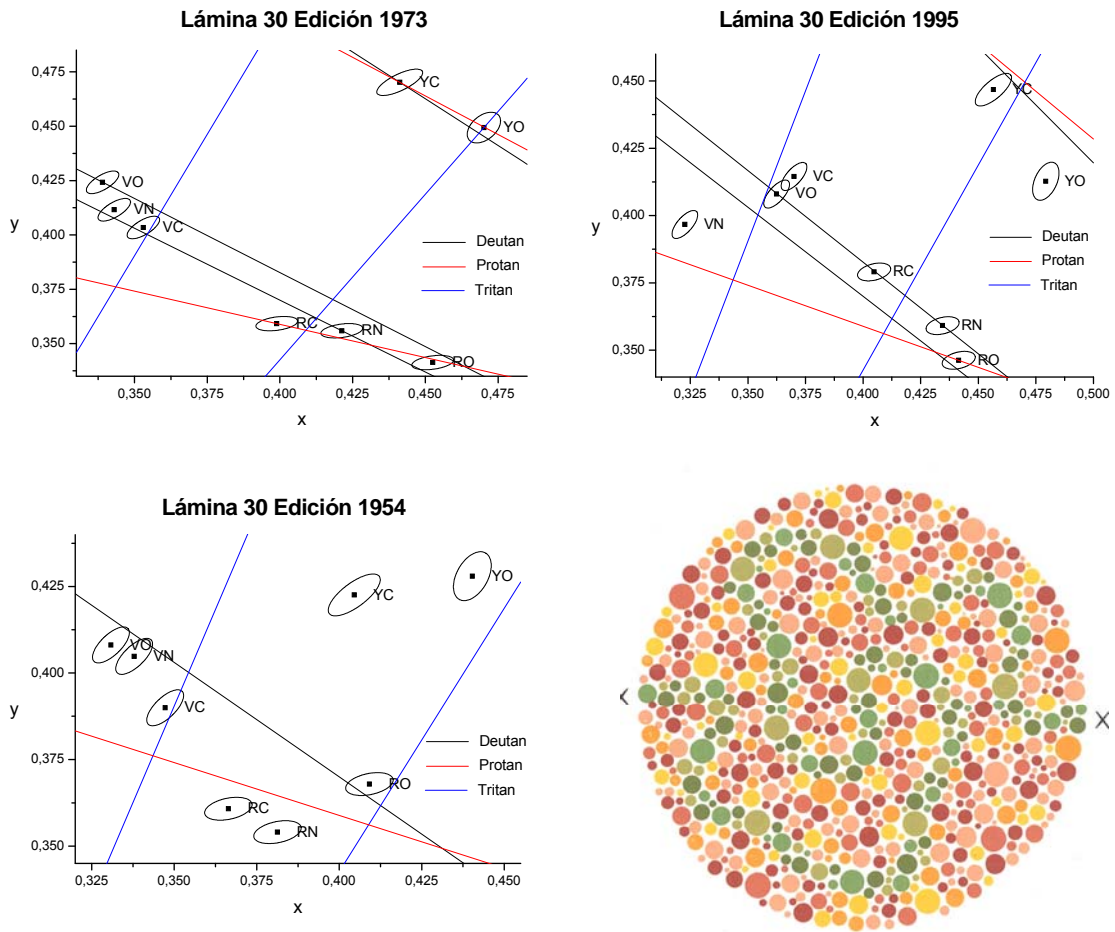 Lámina 30 Edición 1973
0,475
0,450
0,425
0,400
0,375
0,350
y
YC
YO
VO
VN
VC
RC
RN
RO
Deutan
Protan
Tritan
0,350
0,375
0,400
0,425
0,450
0,475
x
Lámina 30 Edición 1995
0,450
0,425
0,400
0,375
0,350
y
YC
YO
VC
O
VO
VN
RC
RN
RO
Deutan
Protan
Tritan
0,325
0,350
0,375
0,400
0,425
0,450
0,475
0,500
x
Lámina 30 Edición 1954
0,425
0,400
0,375
0,350
y
YO
YC
VO
VN
VC
RO
RC
RN
Deutan
Protan
Tritan
0,325
0,350
0,375
0,400
0,425
0,450
x
X
X